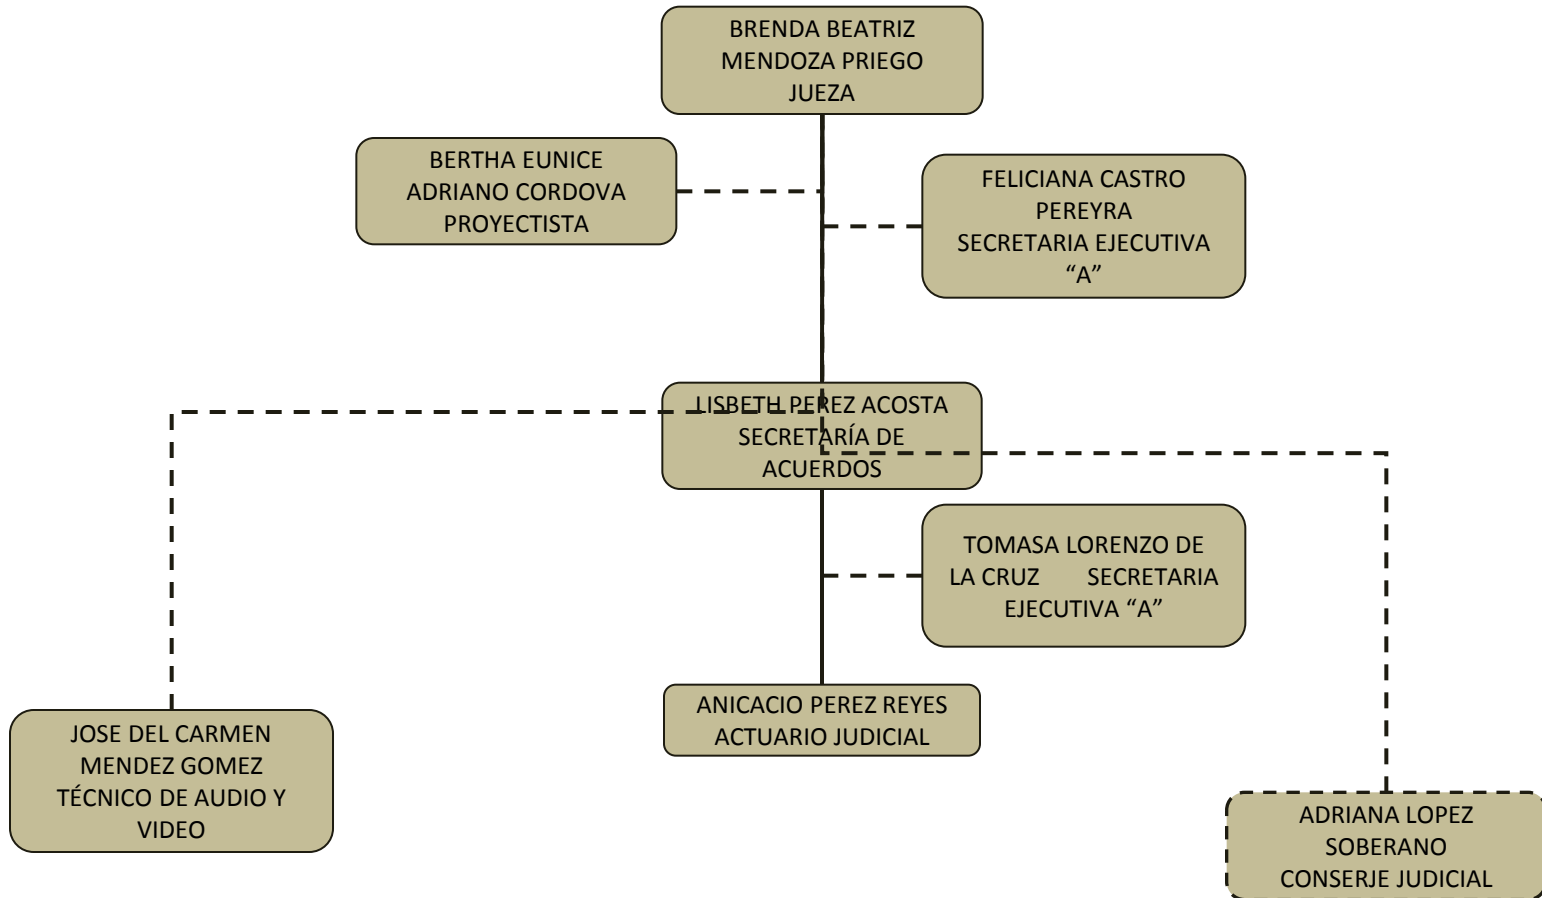 BRENDA BEATRIZ
MENDOZA PRIEGO
JUEZA
BERTHA EUNICE
ADRIANO CORDOVA
PROYECTISTA
FELICIANA CASTRO
PEREYRA
SECRETARIA EJECUTIVA
“A”
LISBETH PEREZ ACOSTA
SECRETARÍA DE
ACUERDOS
TOMASA LORENZO DE
LA CRUZ SECRETARIA
EJECUTIVA “A”
ANICACIO PEREZ REYES
ACTUARIO JUDICIAL
JOSE DEL CARMEN
MENDEZ GOMEZ
TÉCNICO DE AUDIO Y
VIDEO
ADRIANA LOPEZ
SOBERANO
CONSERJE JUDICIAL